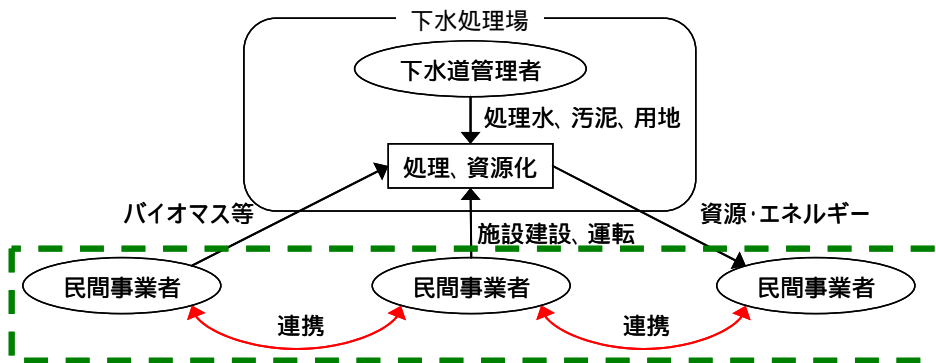 下水処理場
下水道管理者
処理水、汚泥、用地
処理、資源化
バイオマス等
資源・エネルギー
施設建設、運転
民間事業者
民間事業者
民間事業者
連携
連携